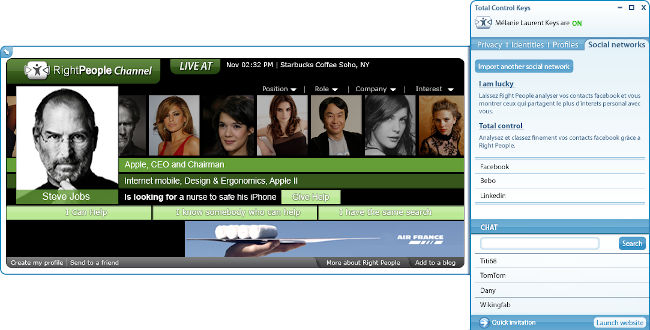 Total Control Keys
Mélanie Laurent Keys are ON
Privacy I Identities I Profiles
Social networks
Import another social network
I am lucky
Laissez Right People analyser vos contacts facebook et vous
montrer ceux qui partagent le plus d'interets personal avec
vous.
Total control
Analysez et classez finement vos contacts facebook grâce a
Right People.
Facebook
Bebo
Linkedin
CHAT
Search
Titi68
TomTom
Dany
Wikingfab
Quick invitation
Launch website
RightPeople Channel
LIVE AT
Nov 02:32 PM | Starbucks Coffee Soho, NY
Position | Role | Company | Interest
Apple, CEO and Chairman
Internet mobile, Design & Ergonomics, Apple II
Steve Jobs
is looking for a nurse to safe his iPhone
Give Help
I Can Help
I know somebody who can help
I have the same search
AIR FRANCE
Create my profile | Send to a friend
More about Right People
Add to a blog